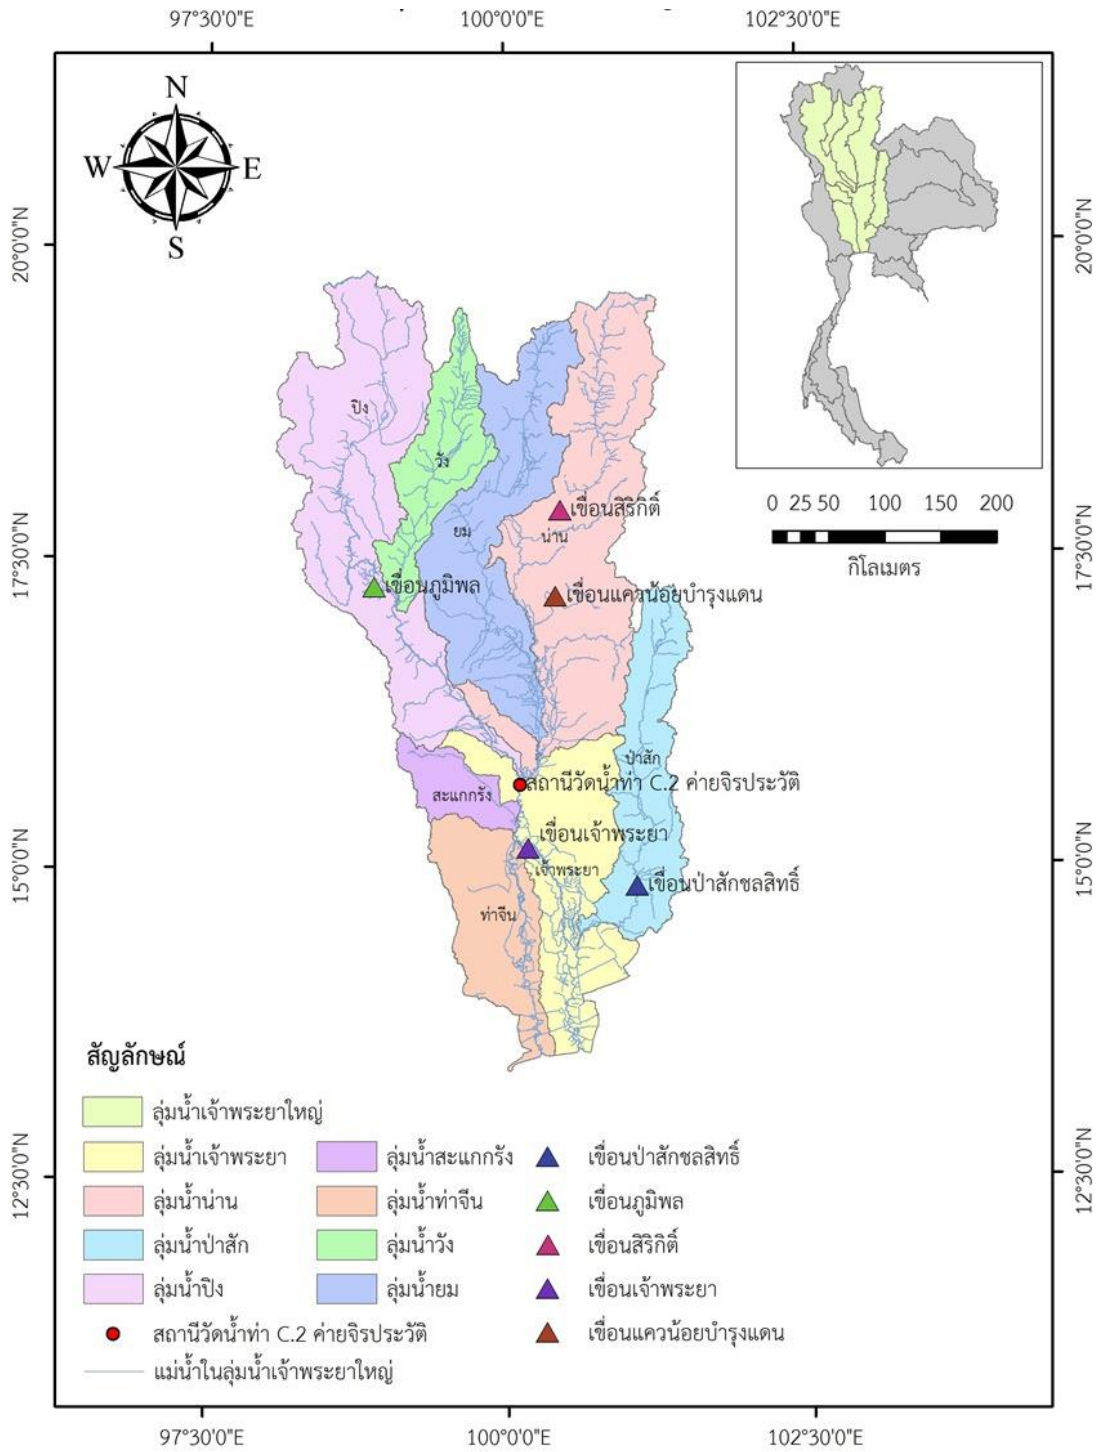 97°30'0"E 100°0'0"E 102°30'0"E
N
W E
S
20°0'0"N 20°0'0"N
ปิง
วัง
0 25 50 100 150 200
กิโลเมตร
เขื่อนสิริกิติ์
ยม
น่าน
17°30'0"N 17°30'0"N
เขื่อนภูมิพล
เขื่อนแควน้อยบำรุงแดน
ป่าสัก
สถานีวัดน้ำท่า C.2 ค่ายจิรประวัติ
สะแกกรัง
เขื่อนเจ้าพระยา
15°0'0"N 15°0'0"N
เจ้าพระยา
เขื่อนป่าสักชลสิทธิ์
ท่าจีน
สัญลักษณ์
ลุ่มน้ำเจ้าพระยาใหญ่
ลุ่มน้ำเจ้าพระยา ลุ่มน้ำสะแกกรัง เขื่อนป่าสักชลสิทธิ์
12°30'0"N 12°30'0"N
ลุ่มน้ำน่าน ลุ่มน้ำท่าจีน เขื่อนภูมิพล
ลุ่มน้ำป่าสัก ลุ่มน้ำวัง เขื่อนสิริกิติ์
ลุ่มน้ำปิง ลุ่มน้ำยม เขื่อนเจ้าพระยา
สถานีวัดน้ำท่า C.2 ค่ายจิรประวัติ เขื่อนแควน้อยบำรุงแดน
แม่น้ำในลุ่มน้ำเจ้าพระยาใหญ่
97°30'0"E 100°0'0"E 102°30'0"E